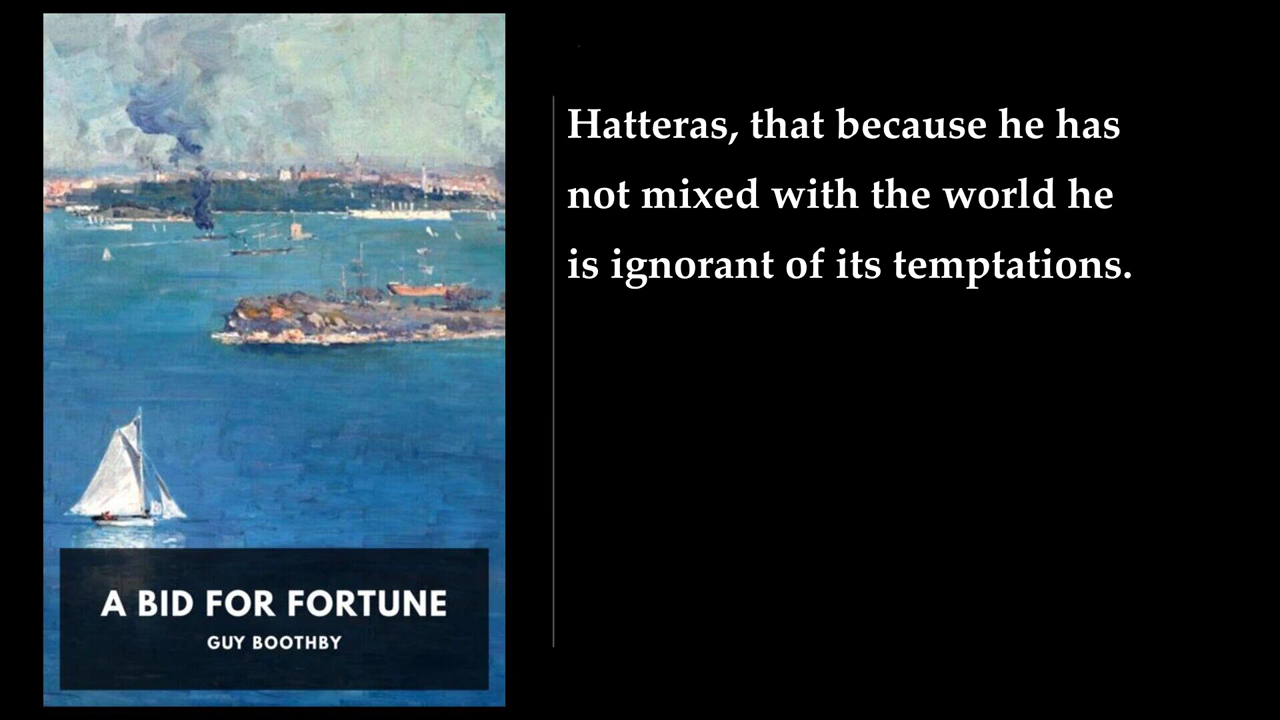 A BID FOR FORTUNE
GUY BOOTHBY
Hatteras, that because he has
not mixed with the world he
is ignorant of its temptations.